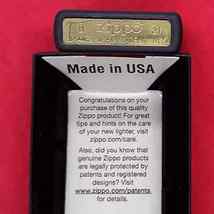 Zippo
Made in USA
Congratulations on your
purchase of this quality
Zippo product! For great
tips and hints on the care
of your new lighter, visit
zippo.com/care.
Also, did you know that
genuine Zippo products
are legally protected by
patents and registered
designs? Visit
www.zippo.com/patents
for details.